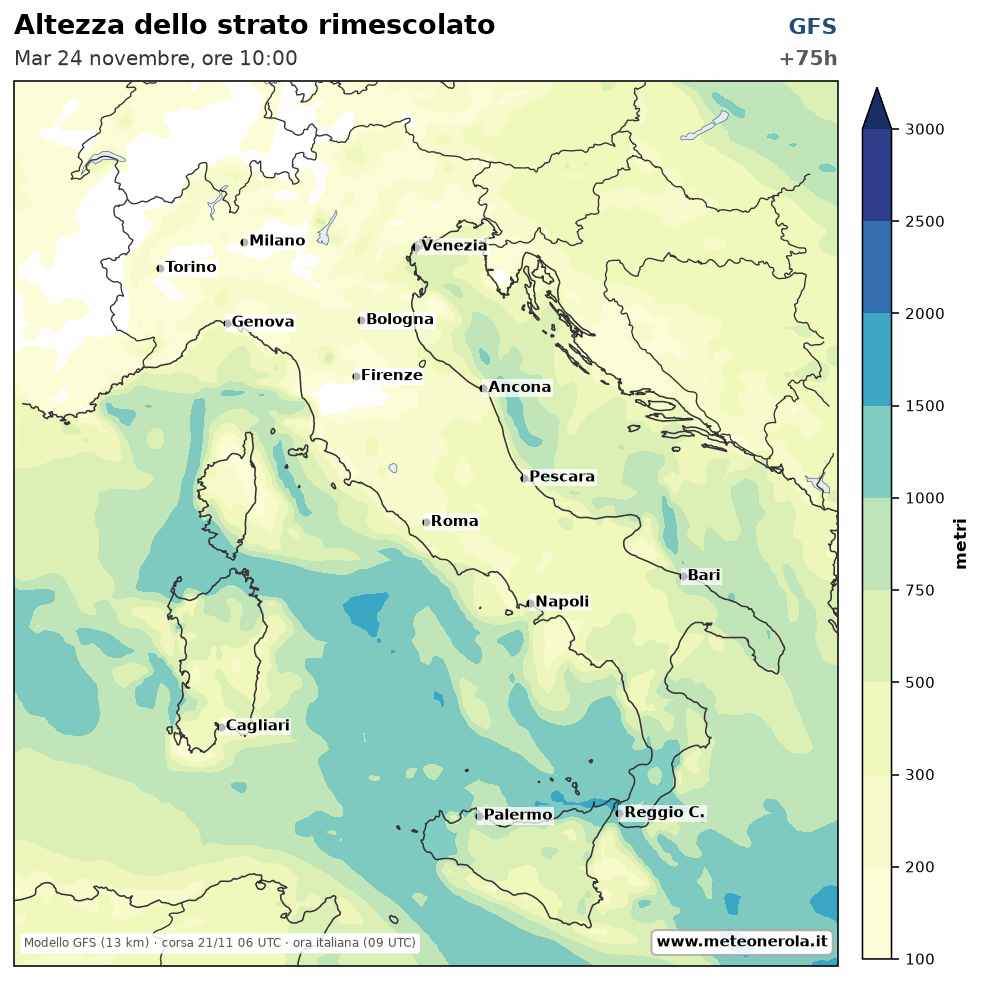 Altezza dello strato rimescolato
GFS
Mar 24 novembre, ore 10:00
+75h
3000
2500
2000
1500
1000
750
500
300
200
100
metri
Milano
Venezia
Torino
Genova
Bologna
Firenze
Ancona
Pescara
Roma
Bari
Napoli
Cagliari
Palermo
Reggio C.
Modello GFS (13 km) · corsa 21/11 06 UTC · ora italiana (09 UTC)
www.meteonerola.it